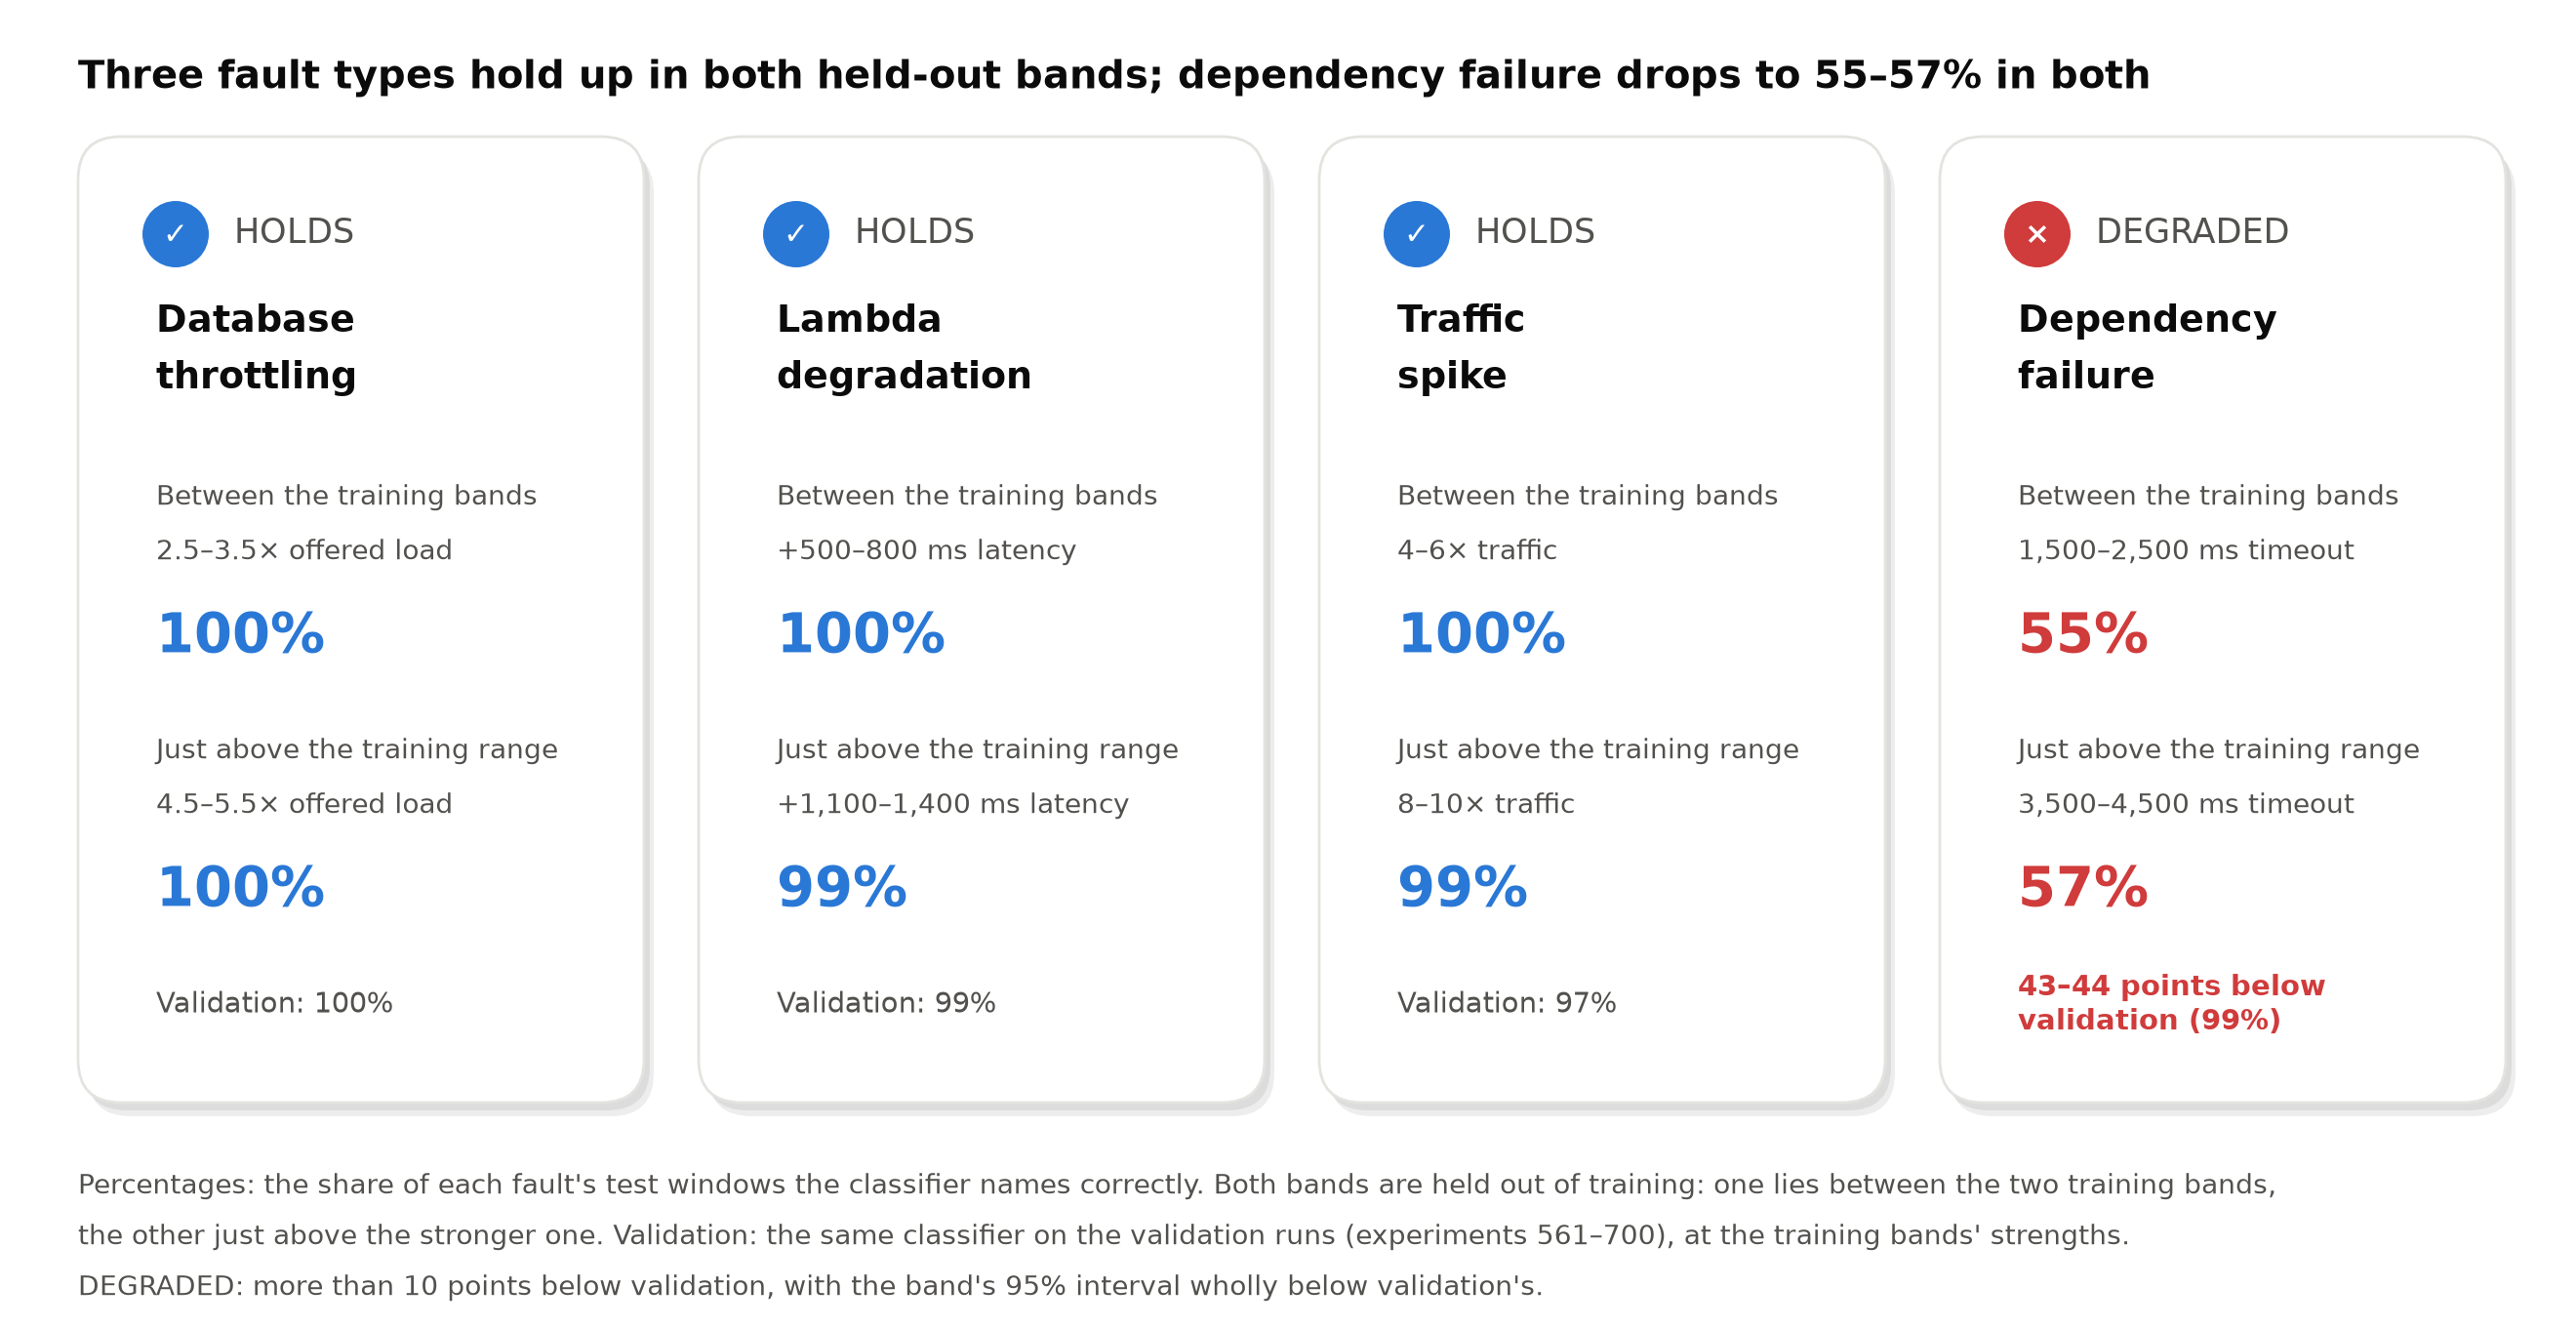 Three fault types hold up in both held-out bands; dependency failure drops to 55–57% in both
✓ HOLDS
Database
throttling
Between the training bands
2.5–3.5× offered load
100%
Just above the training range
4.5–5.5× offered load
100%
Validation: 100%
✓ HOLDS
Lambda
degradation
Between the training bands
+500–800 ms latency
100%
Just above the training range
+1,100–1,400 ms latency
99%
Validation: 99%
✓ HOLDS
Traffic
spike
Between the training bands
4–6× traffic
100%
Just above the training range
8–10× traffic
99%
Validation: 97%
× DEGRADED
Dependency
failure
Between the training bands
1,500–2,500 ms timeout
55%
Just above the training range
3,500–4,500 ms timeout
57%
43–44 points below
validation (99%)
Percentages: the share of each fault's test windows the classifier names correctly. Both bands are held out of training: one lies between the two training bands,
the other just above the stronger one. Validation: the same classifier on the validation runs (experiments 561–700), at the training bands' strengths.
DEGRADED: more than 10 points below validation, with the band's 95% interval wholly below validation's.